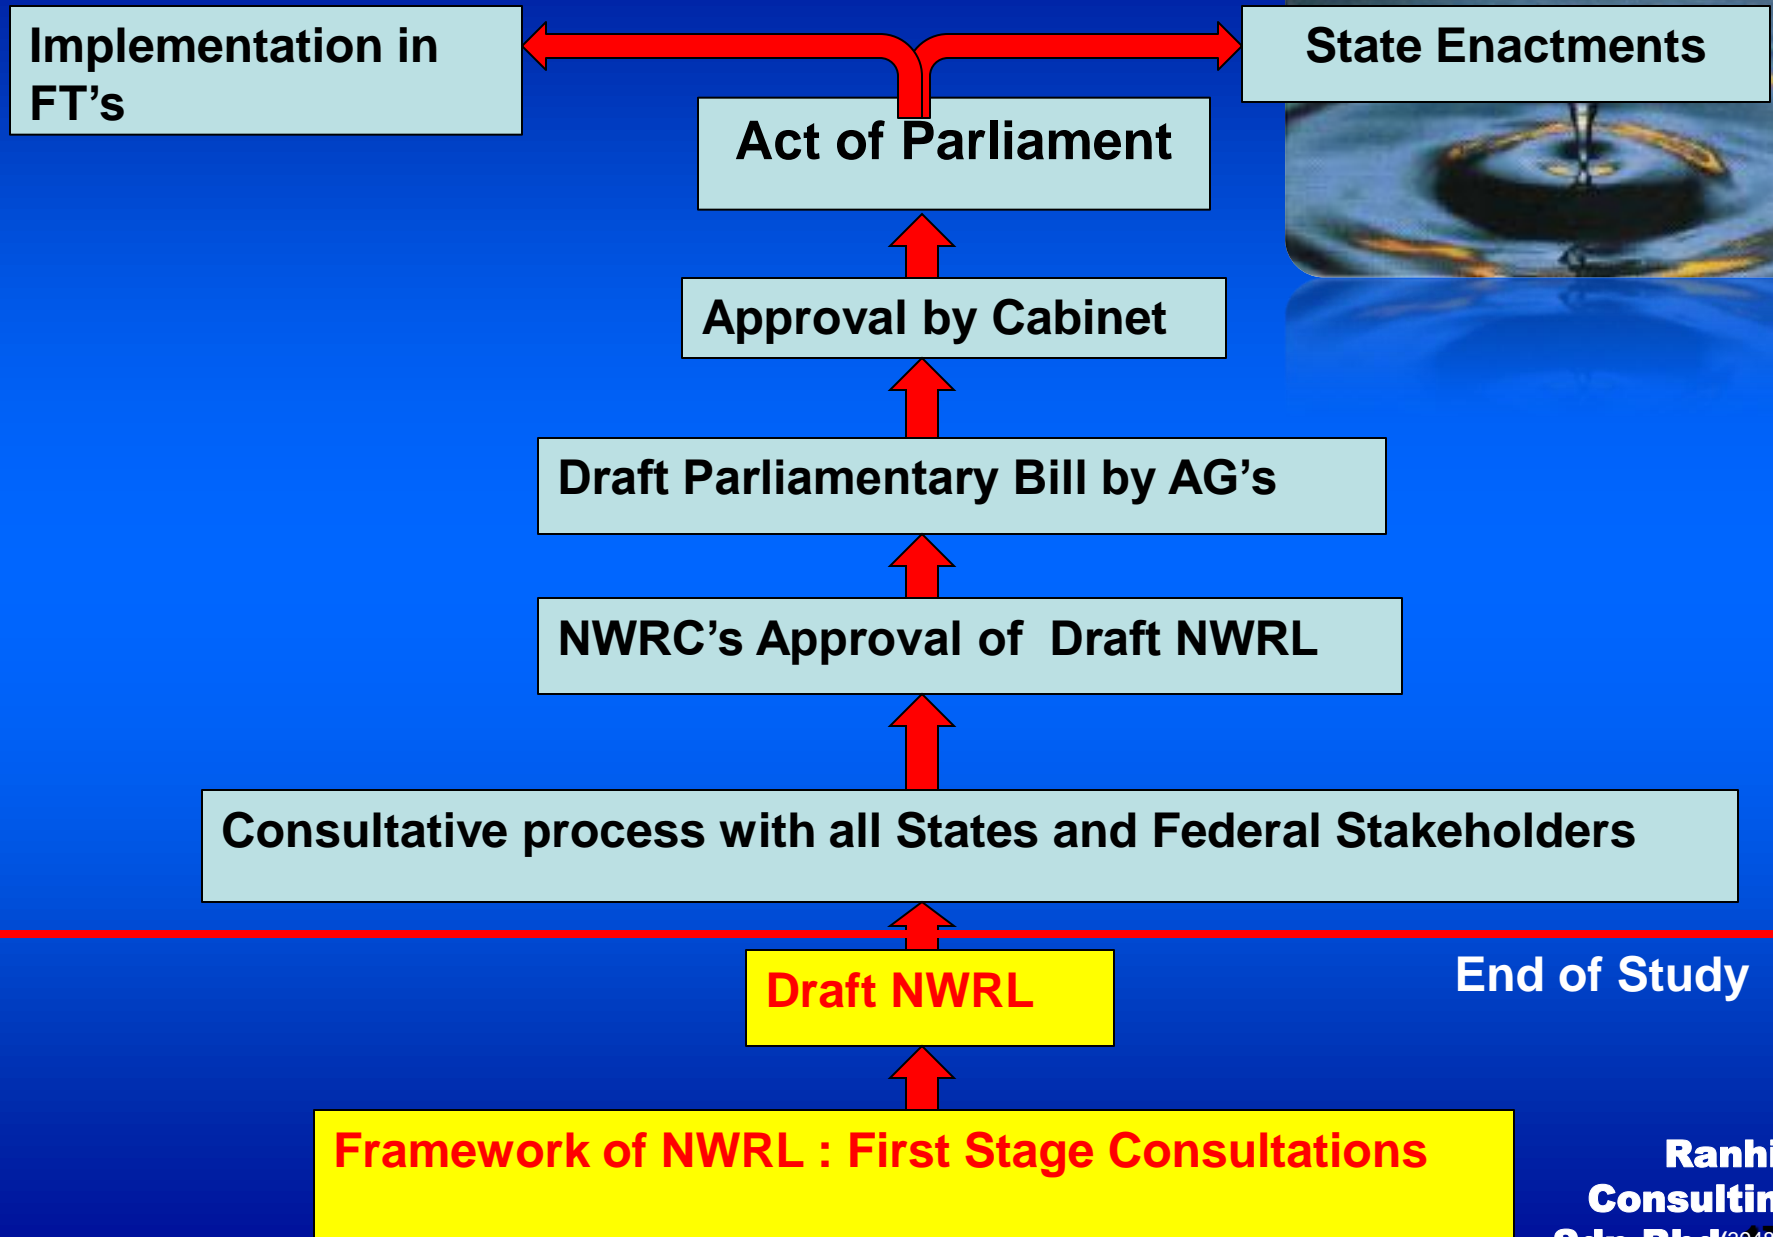 Implementation in
FT’s
State Enactments
Act of Parliament
Approval by Cabinet
Draft Parliamentary Bill by AG’s
NWRC’s Approval of Draft NWRL
Consultative process with all States and Federal Stakeholders
Draft NWRL
End of Study
Framework of NWRL : First Stage Consultations